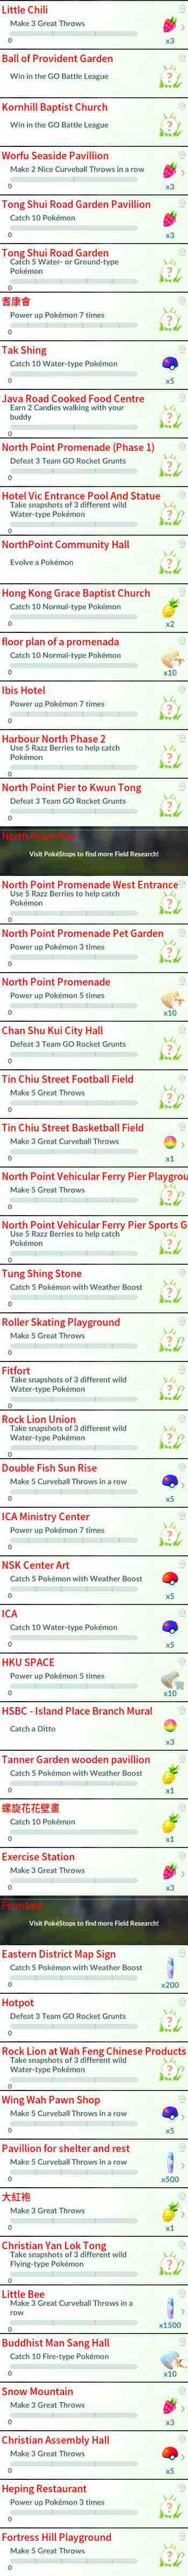 Little Chili
Make 3 Great Throws
0
x3
Ball of Provident Garden
Win in the GO Battle League
?
Kornhill Baptist Church
Win in the GO Battle League
?
Worfu Seaside Pavillion
Make 2 Nice Curveball Throws in a row
0
x3
Tong Shui Road Garden Pavillion
Catch 10 Pokémon
0
x3
Tong Shui Road Garden
Catch 5 Water- or Ground-type
Pokémon
?
0
耆康會
Power up Pokémon 7 times
?
0
Tak Shing
Catch 10 Water-type Pokémon
0
x5
Java Road Cooked Food Centre
Earn 2 Candies walking with your
buddy
?
0
North Point Promenade (Phase 1)
Defeat 3 Team GO Rocket Grunts
?
0
Hotel Vic Entrance Pool And Statue
Take snapshots of 3 different wild
Water-type Pokémon
?
0
NorthPoint Community Hall
Evolve a Pokémon
?
Hong Kong Grace Baptist Church
Catch 10 Normal-type Pokémon
0
x2
floor plan of a promenada
Catch 10 Normal-type Pokémon
0
x10
Ibis Hotel
Power up Pokémon 7 times
?
0
Harbour North Phase 2
Use 5 Razz Berries to help catch
Pokémon
?
0
North Point Pier to Kwun Tong
Defeat 3 Team GO Rocket Grunts
?
0
North Point Pier
Visit PokéStops to find more Field Research!
North Point Promenade West Entrance
Use 5 Razz Berries to help catch
Pokémon
?
0
North Point Promenade Pet Garden
Power up Pokémon 3 times
?
0
North Point Promenade
Power up Pokémon 5 times
0
x10
Chan Shu Kui City Hall
Defeat 3 Team GO Rocket Grunts
?
0
Tin Chiu Street Football Field
Make 5 Great Throws
?
0
Tin Chiu Street Basketball Field
Make 3 Great Curveball Throws
0
x1
North Point Vehicular Ferry Pier Playgrou
Make 5 Great Throws
?
0
North Point Vehicular Ferry Pier Sports G
Use 5 Razz Berries to help catch
Pokémon
?
0
Tung Shing Stone
Catch 5 Pokémon with Weather Boost
?
0
Roller Skating Playground
Make 5 Great Throws
?
0
Fitfort
Take snapshots of 3 different wild
Water-type Pokémon
?
0
Rock Lion Union
Take snapshots of 3 different wild
Water-type Pokémon
?
0
Double Fish Sun Rise
Make 5 Curveball Throws in a row
0
x5
ICA Ministry Center
Power up Pokémon 7 times
?
0
NSK Center Art
Catch 5 Pokémon with Weather Boost
0
x5
ICA
Catch 10 Water-type Pokémon
0
x5
HKU SPACE
Power up Pokémon 5 times
0
x10
HSBC - Island Place Branch Mural
Catch a Ditto
x3
Tanner Garden wooden pavillion
Catch 5 Pokémon with Weather Boost
0
x1
螺旋花花壁畫
Catch 10 Pokémon
0
x1
Exercise Station
Make 3 Great Throws
0
x3
Fountain
Visit PokéStops to find more Field Research!
Eastern District Map Sign
Catch 5 Pokémon with Weather Boost
0
x200
Hotpot
Defeat 3 Team GO Rocket Grunts
?
0
Rock Lion at Wah Feng Chinese Products
Take snapshots of 3 different wild
Water-type Pokémon
?
0
Wing Wah Pawn Shop
Make 5 Curveball Throws in a row
0
x5
Pavillion for shelter and rest
Make 5 Curveball Throws in a row
0
x500
大紅袍
Make 3 Great Throws
0
x1
Christian Yan Lok Tong
Take snapshots of 3 different wild
Flying-type Pokémon
?
0
Little Bee
Make 3 Great Curveball Throws in a
row
0
x1500
Buddhist Man Sang Hall
Catch 10 Fire-type Pokémon
0
x10
Snow Mountain
Make 3 Great Throws
0
x3
Christian Assembly Hall
Make 3 Great Throws
0
x5
Heping Restaurant
Power up Pokémon 3 times
?
0
Fortress Hill Playground
Make 5 Great Throws
?
0